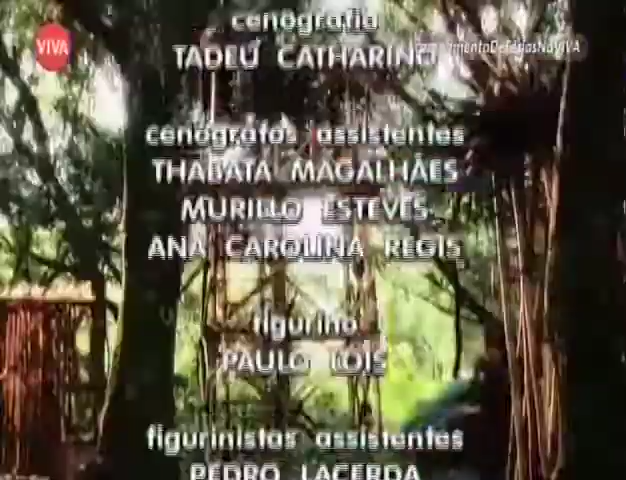 VIVA
cenografia
TADEU CATHARINO
cenógrafos assistentes
THABATA MAGALHÃES
MURILLO ESTEVES
ANA CAROLINA REGIS
figurino
PAULO LOIS
figurinistas assistentes
PEDRO LACERDA